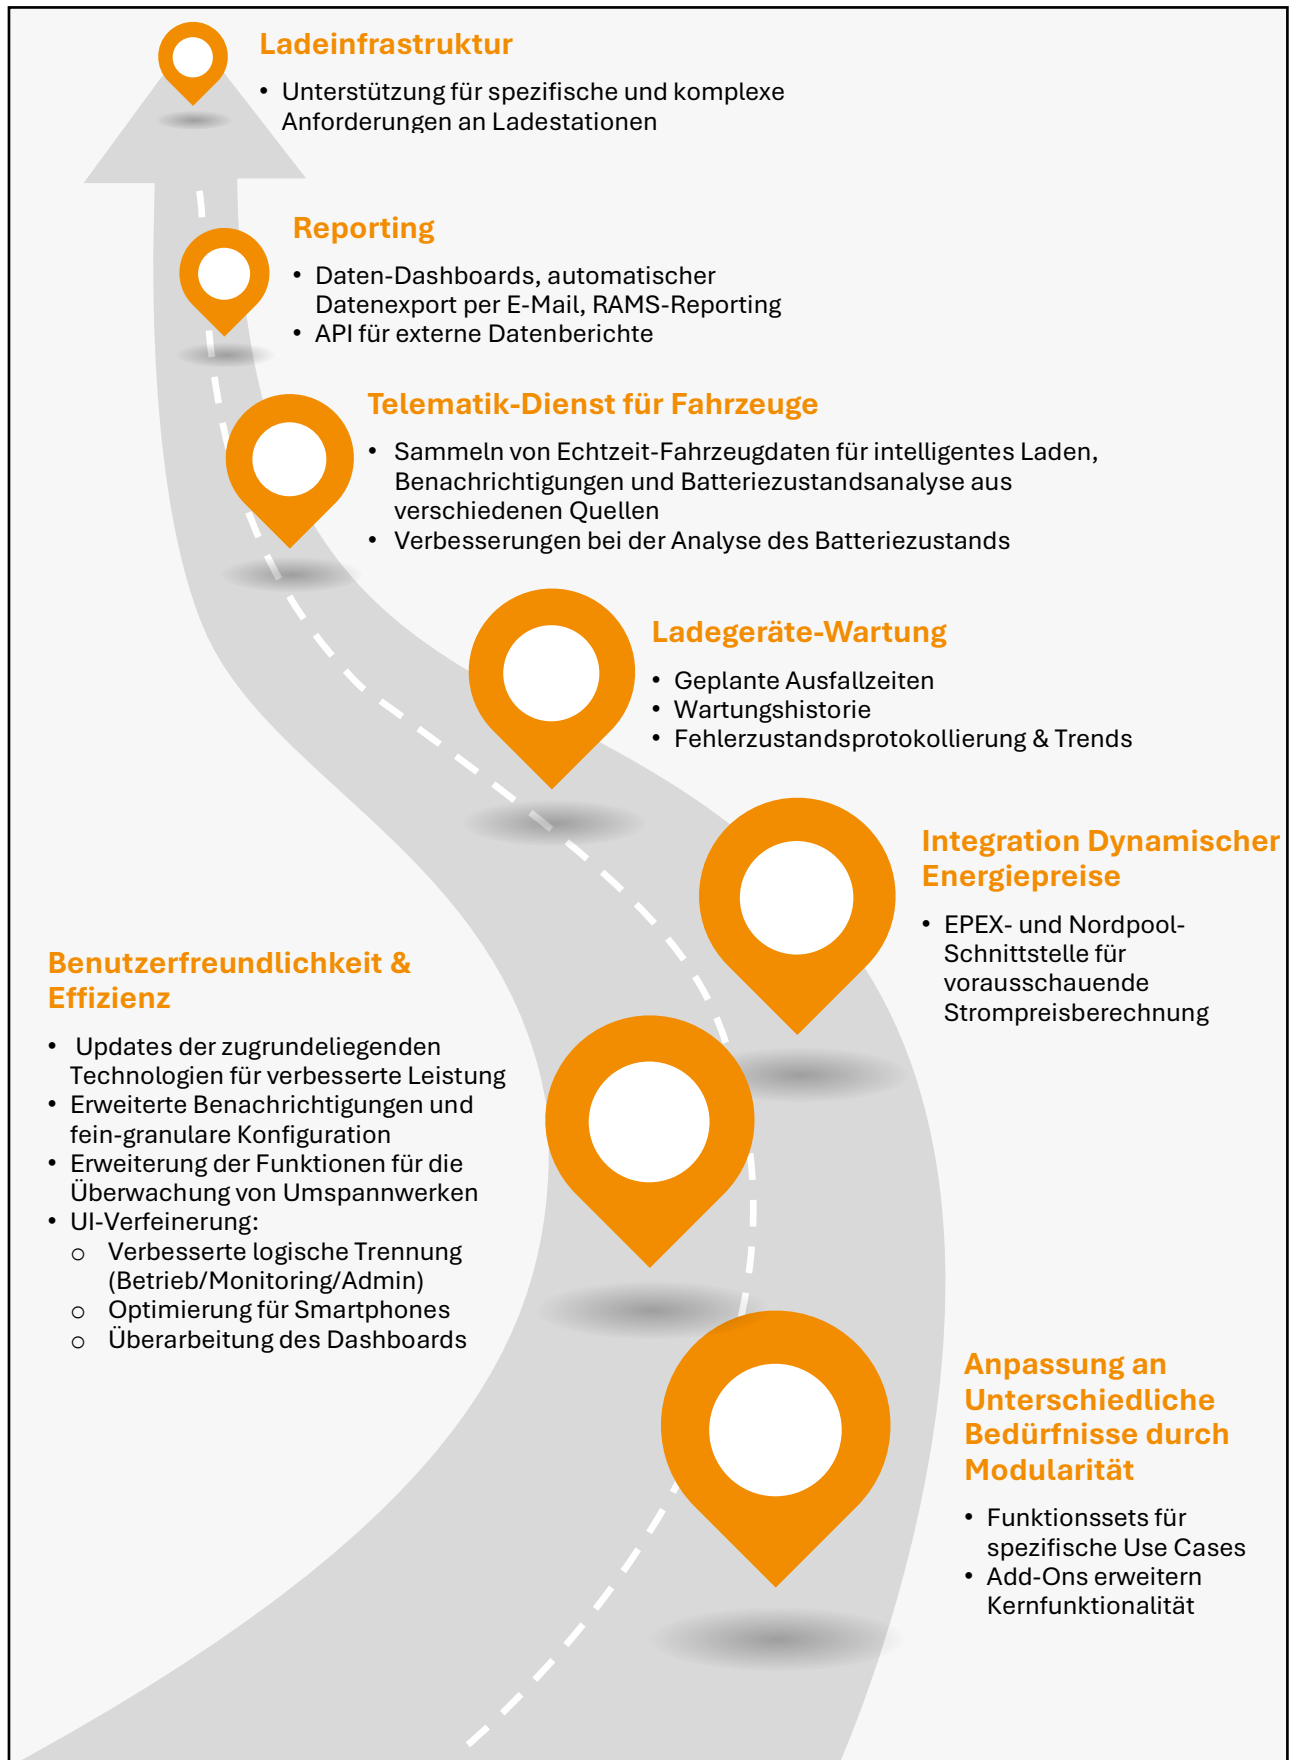 Ladeinfrastruktur
• Unterstützung für spezifische und komplexe
Anforderungen an Ladestationen
Reporting
• Daten-Dashboards, automatischer
Datenexport per E-Mail, RAMS-Reporting
• API für externe Datenberichte
Telematik-Dienst für Fahrzeuge
• Sammeln von Echtzeit-Fahrzeugdaten für intelligentes Laden,
Benachrichtigungen und Batteriezustandsanalyse aus
verschiedenen Quellen
• Verbesserungen bei der Analyse des Batteriezustands
Ladegeräte-Wartung
• Geplante Ausfallzeiten
• Wartungshistorie
• Fehlerzustandsprotokollierung & Trends
Integration Dynamischer
Energiepreise
• EPEX- und Nordpool-
Schnittstelle für
vorausschauende
Strompreisberechnung
Benutzerfreundlichkeit &
Effizienz
• Updates der zugrundeliegenden
Technologien für verbesserte Leistung
• Erweiterte Benachrichtigungen und
fein-granulare Konfiguration
• Erweiterung der Funktionen für die
Überwachung von Umspannwerken
• UI-Verfeinerung:
o Verbesserte logische Trennung
(Betrieb/Monitoring/Admin)
o Optimierung für Smartphones
o Überarbeitung des Dashboards
Anpassung an
Unterschiedliche
Bedürfnisse durch
Modularität
• Funktionssets für
spezifische Use Cases
• Add-Ons erweitern
Kernfunktionalität